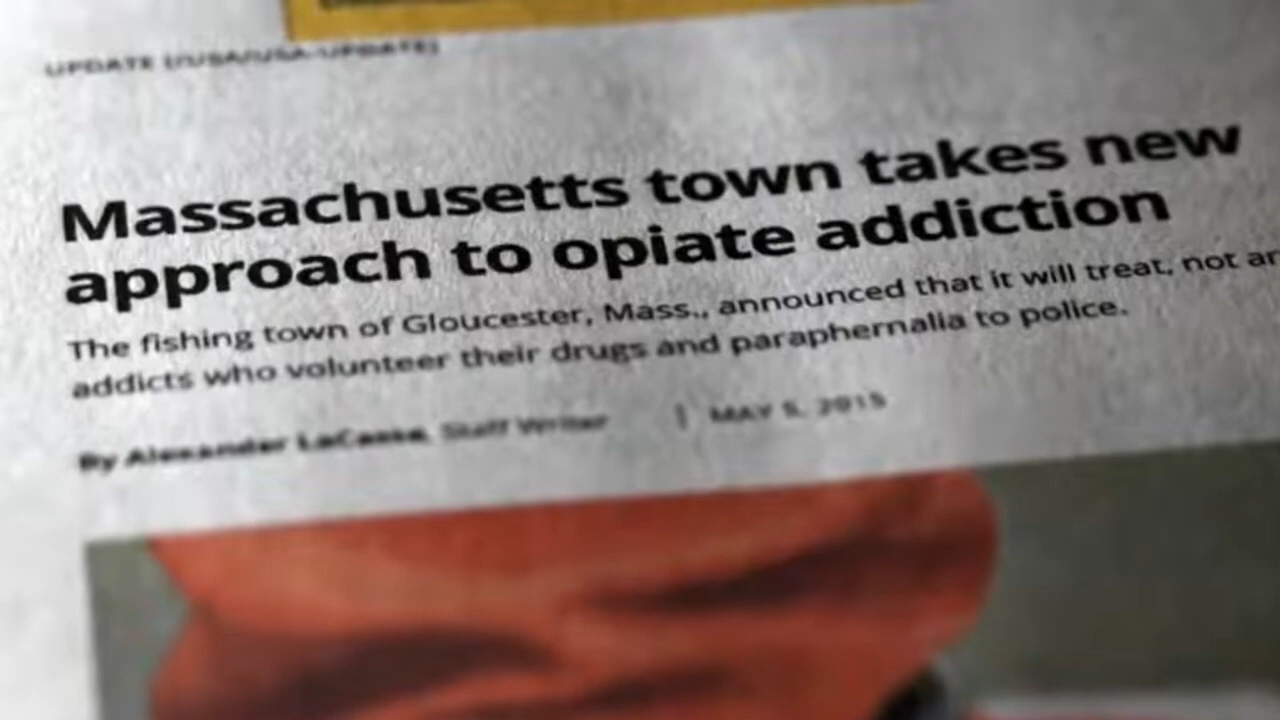 UPDATE (/USA/USA-UPDATE)
Massachusetts town takes new
approach to opiate addiction
The fishing town of Gloucester, Mass., announced that it will treat, not ar
addicts who volunteer their drugs and paraphernalia to police.
By Alexander LaCasse, Staff Writer | MAY 5, 2015